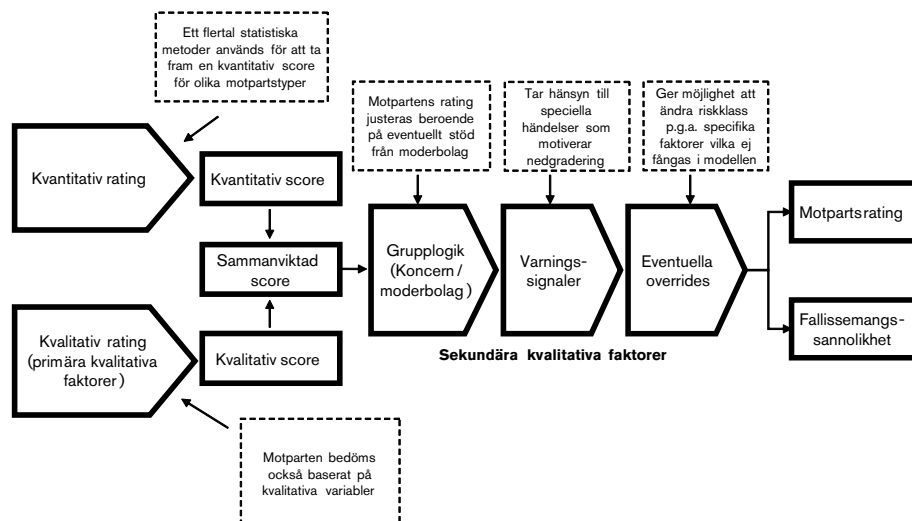 Ett flertal statistiska
metoder används för att ta
fram en kvantitativ score
för olika motpartstyper
Motpartens rating
justeras beroende
på eventuellt stöd
från moderbolag
Tar hänsyn till
speciella
händelser som
motiverar
nedgradering
Ger möjlighet att
ändra riskklass
p.g.a. specifika
faktorer vilka ej
fångas i modellen
Kvantitativ rating
Kvantitativ score
Sammanviktad
score
Grupplogik
(Koncern /
moderbolag)
Varnings-
signaler
Eventuella
overrides
Motpartsrating
Fallissemangs-
sannolikhet
Kvalitativ rating
(primära kvalitativa
faktorer)
Kvalitativ score
Sekundära kvalitativa faktorer
Motparten bedöms
också baserat på
kvalitativa variabler